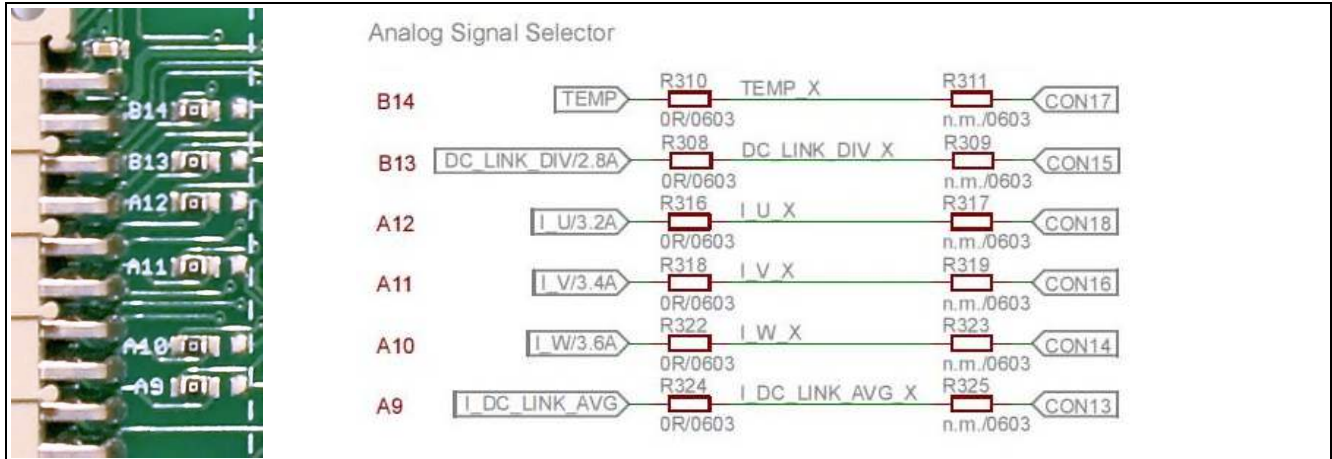 Analog Signal Selector
B14
B13
A12
A11
A10
A9
B14 TEMP R310 TEMP_X R311 CON17
0R/0603 n.m./0603
B13 DC_LINK_DIV/2.8A R308 DC_LINK_DIV_X R309 CON15
0R/0603 n.m./0603
A12 I_U/3.2A R316 I_U_X R317 CON18
0R/0603 n.m./0603
A11 I_V/3.4A R318 I_V_X R319 CON16
0R/0603 n.m./0603
A10 I_W/3.6A R322 I_W_X R323 CON14
0R/0603 n.m./0603
A9 I_DC_LINK_AVG R324 I_DC_LINK_AVG_X R325 CON13
0R/0603 n.m./0603